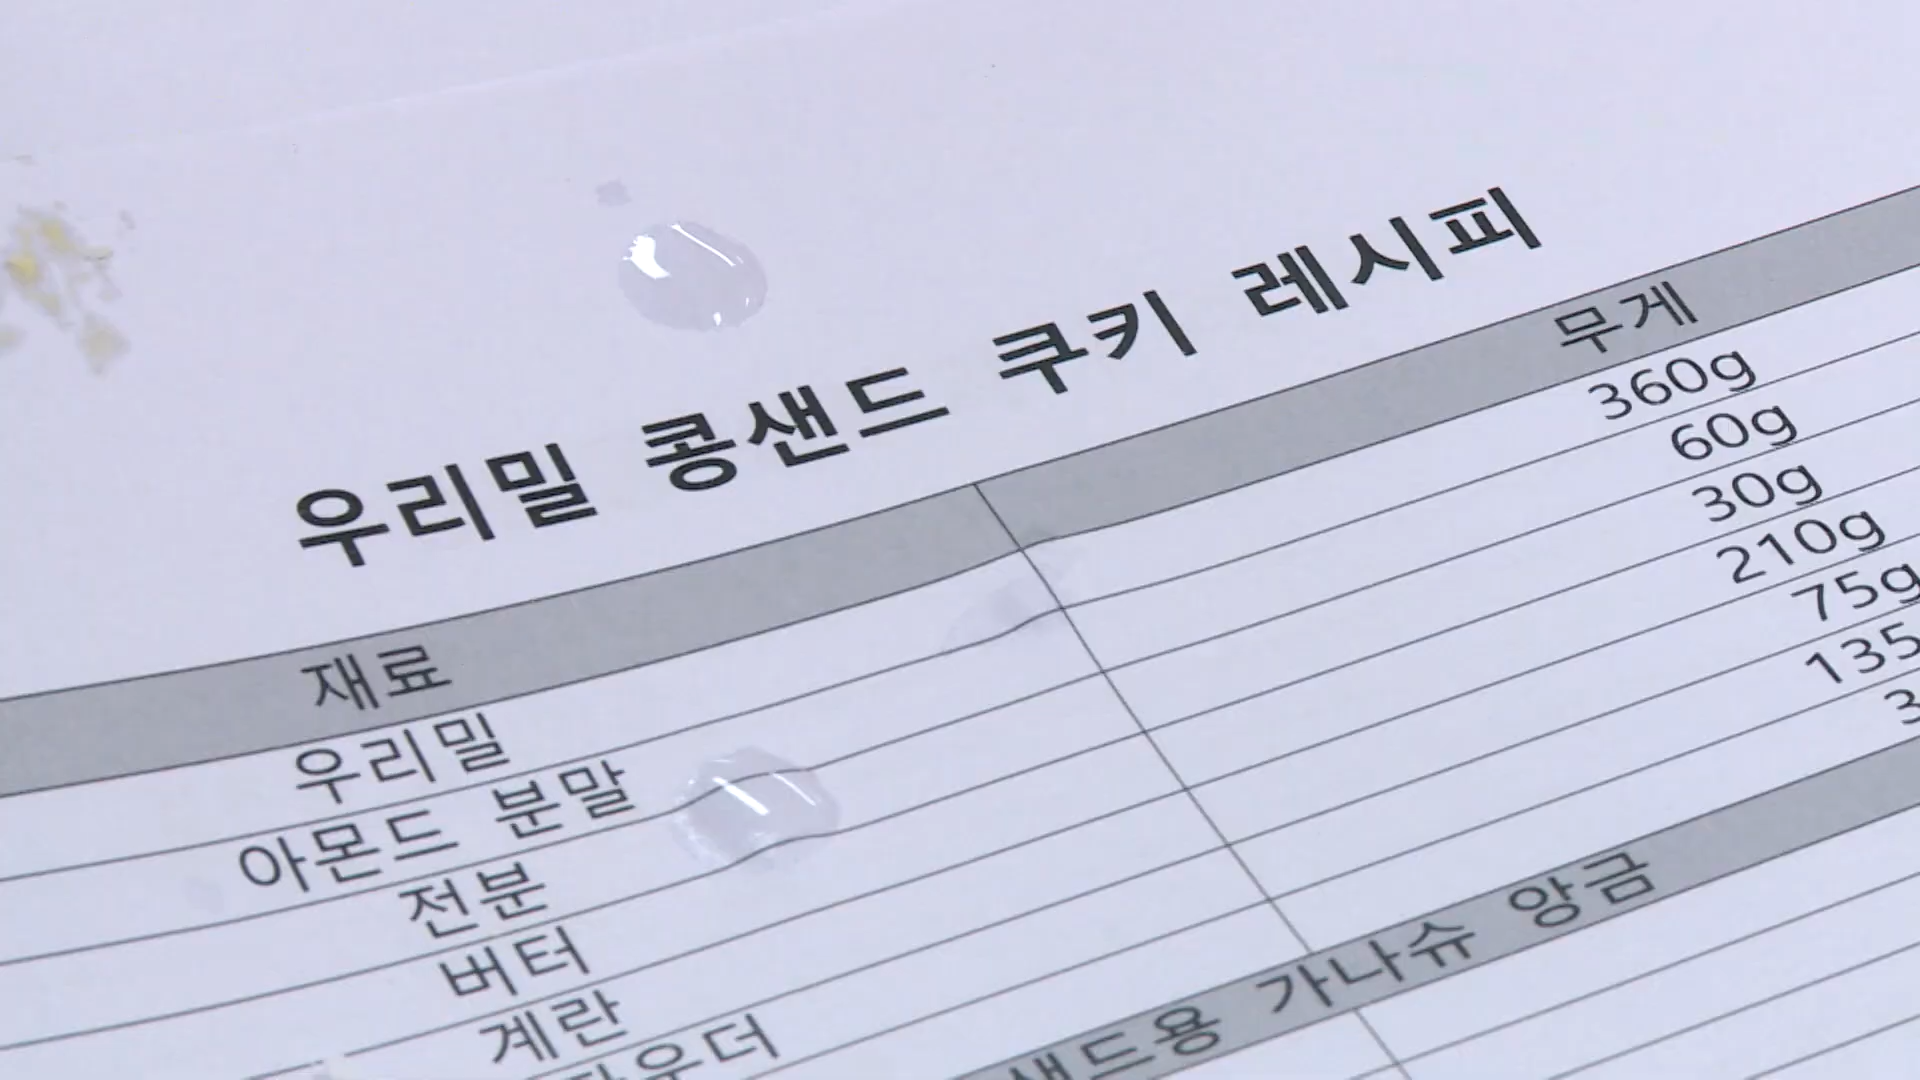 우리밀 콩샌드 쿠키 레시피
재료 무게
우리밀 360g
아몬드 분말 60g
전분 30g
버터 210g
계란 75g
135
샌드용 가나슈 앙금